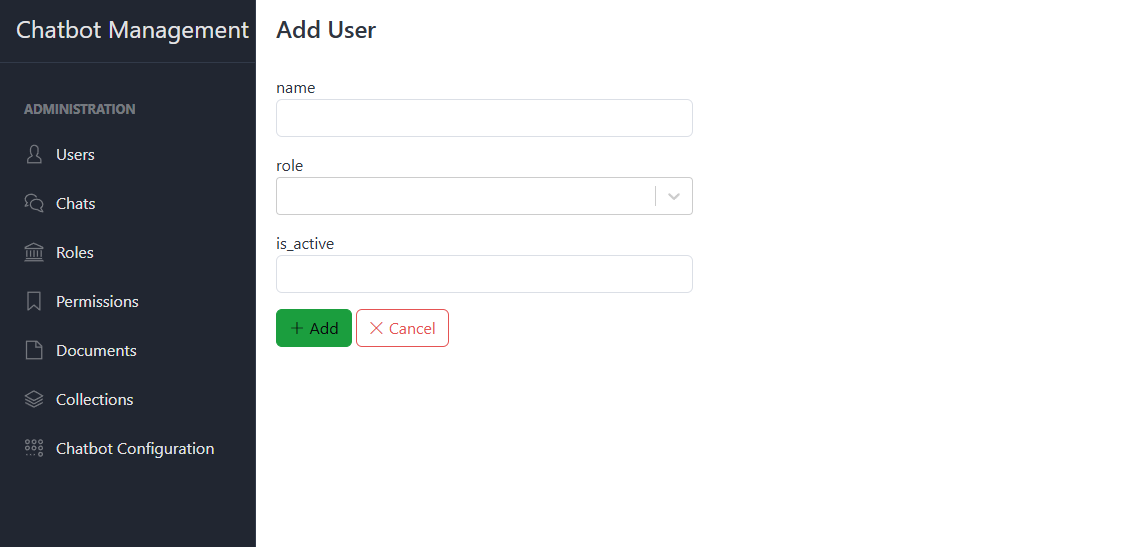 Chatbot Management
ADMINISTRATION
Users
Chats
Roles
Permissions
Documents
Collections
Chatbot Configuration
Add User
name
role
is_active
Add
Cancel